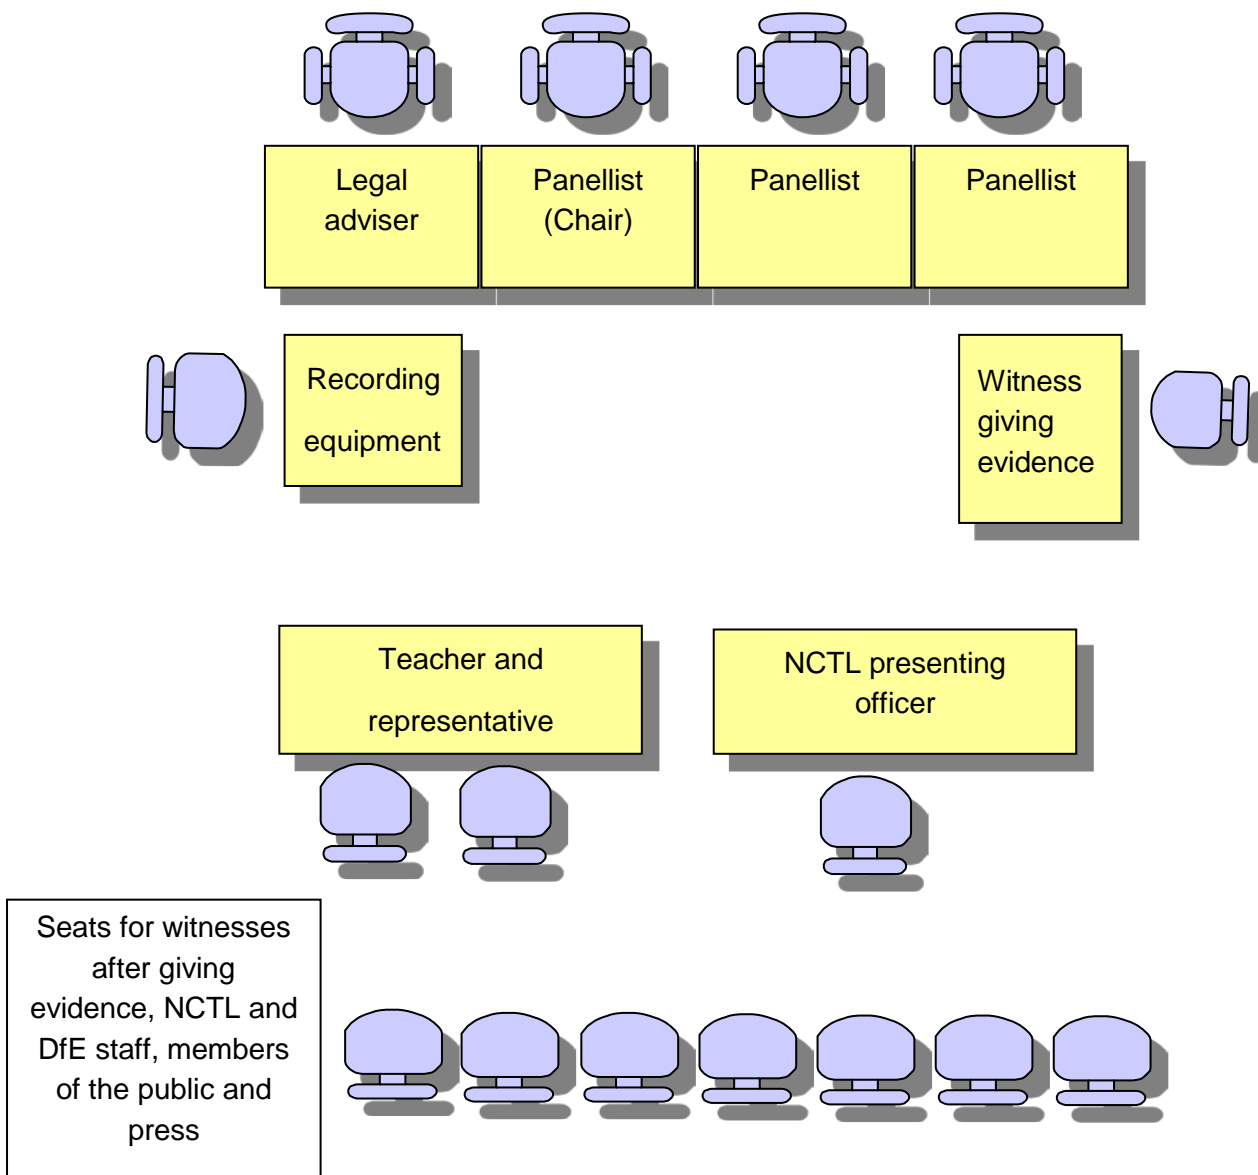 Legal
adviser
Panellist
(Chair)
Panellist
Panellist
Recording
equipment
Witness
giving
evidence
Teacher and
representative
NCTL presenting
officer
Seats for witnesses
after giving
evidence, NCTL and
DfE staff, members
of the public and
press